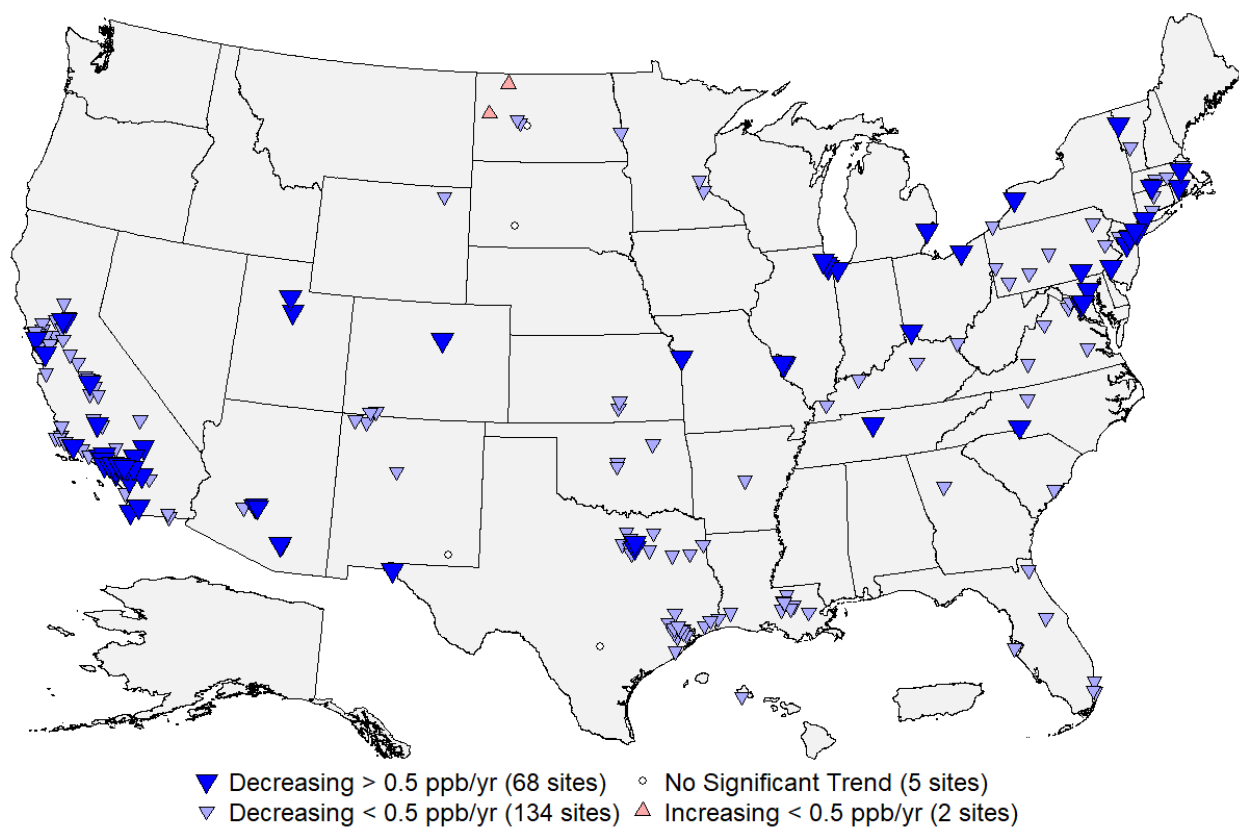 Decreasing > 0.5 ppb/yr (68 sites) No Significant Trend (5 sites)
Decreasing < 0.5 ppb/yr (134 sites) Increasing < 0.5 ppb/yr (2 sites)